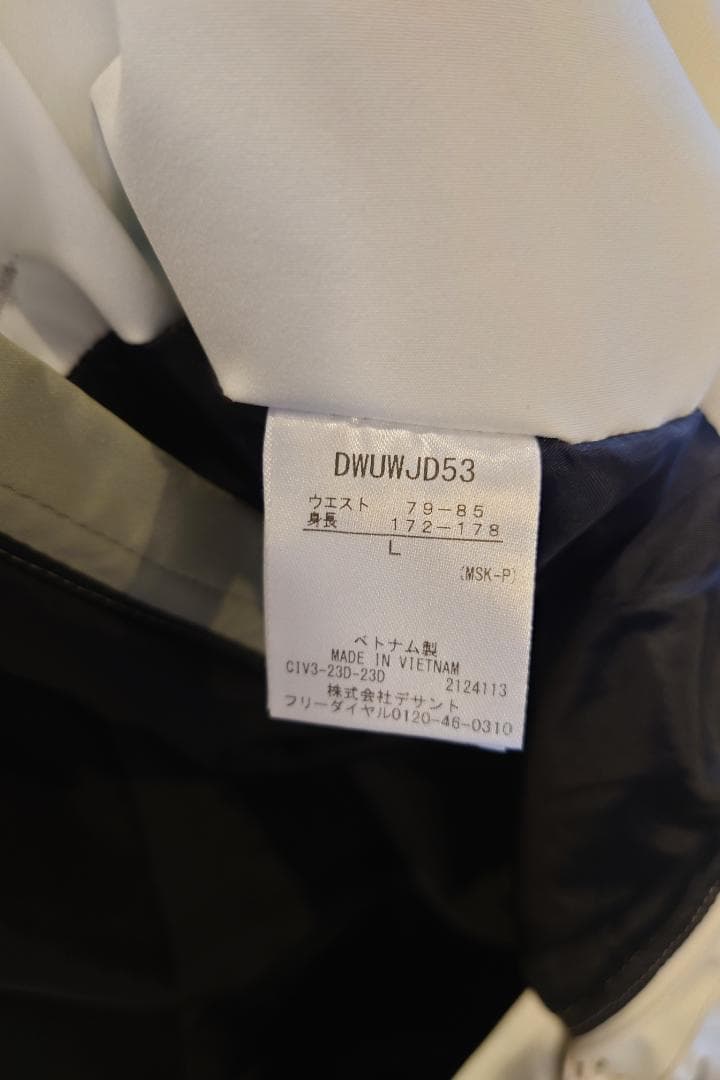 DWUWJD53
ウエスト 79-85
身長 172-178
L
(MSK-P)
ベトナム製
MADE IN VIETNAM
CIV3-23D-23D 2124113
株式会社デサント
フリーダイヤル0120-46-0310